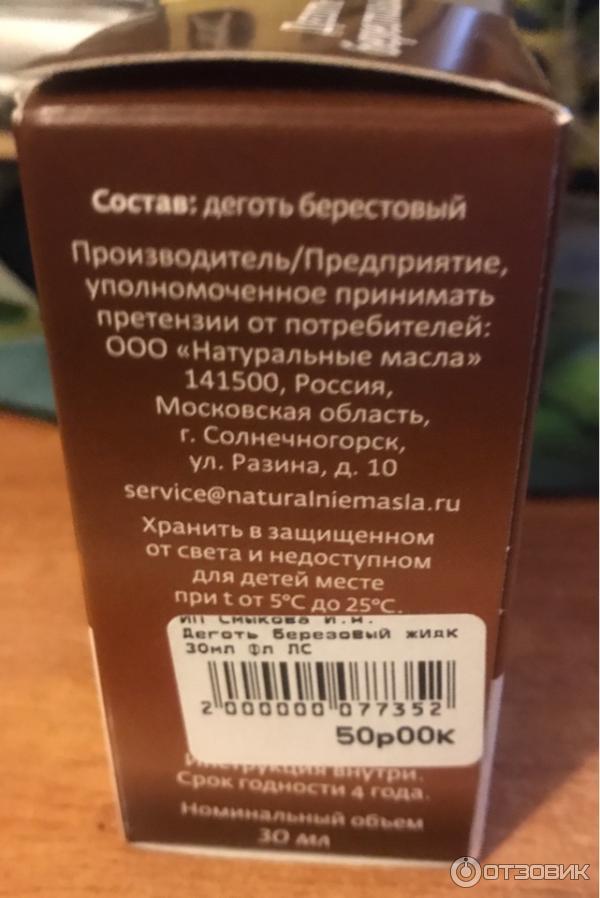 Состав: деготь берестовый
Производитель/Предприятие,
уполномоченное принимать
претензии от потребителей:
ООО «Натуральные масла»
141500, Россия,
Московская область,
г. Солнечногорск,
ул. Разина, д. 10
service@naturalniemasla.ru
Хранить в защищенном
от света и недоступном
для детей месте
при t от 5°С до 25°С.
ИП Смыкова И.Н.
Деготь березовый жидк
30мл фл ЛС
2 000000 077352
50р00к
Инструкция внутри.
Срок годности 4 года.
Номинальный объем
30 мл
ОТЗОВИК